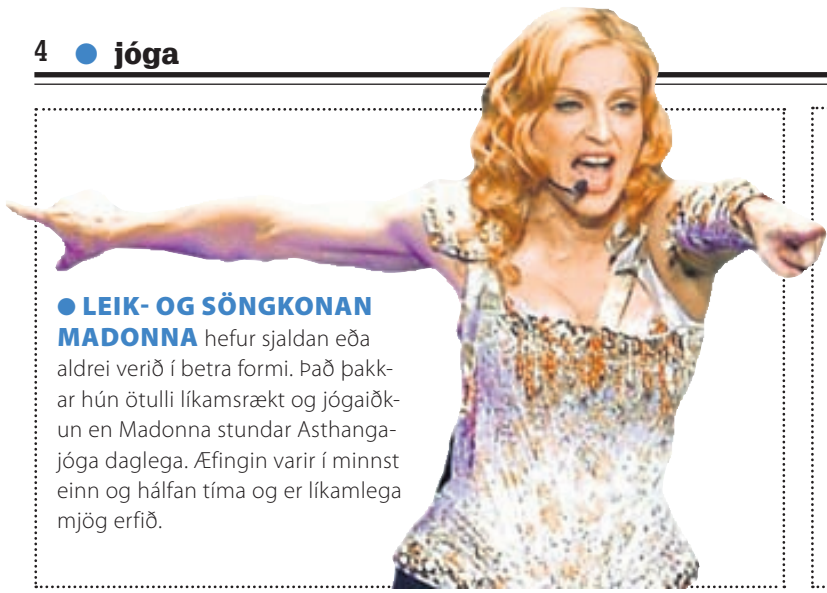 4 ● jóga
● LEIK- OG SÖNGKONAN
MADONNA hefur sjaldan eða
aldrei verið í betra formi. Það þakk-
ar hún ötulli líkamsrækt og jógaiðk-
un en Madonna stundar Asthanga-
jóga daglega. Æfingin varir í minnst
einn og hálfan tíma og er líkamlega
mjög erfið.